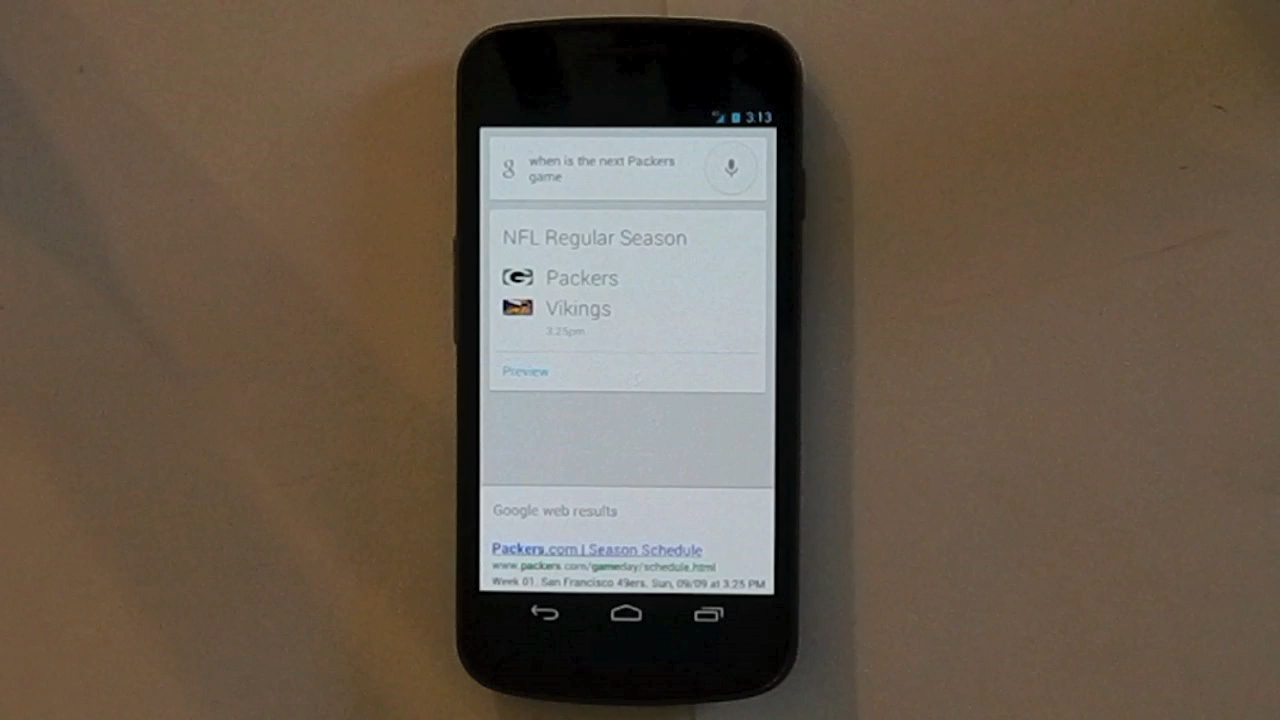 3:13
g when is the next Packers
game
NFL Regular Season
G Packers
Vikings
3:25pm
Preview
Google web results
Packers.com | Season Schedule
www.packers.com/gameday/schedule.html
Week 01. San Francisco 49ers. Sun, 09/09 at 3:25 PM